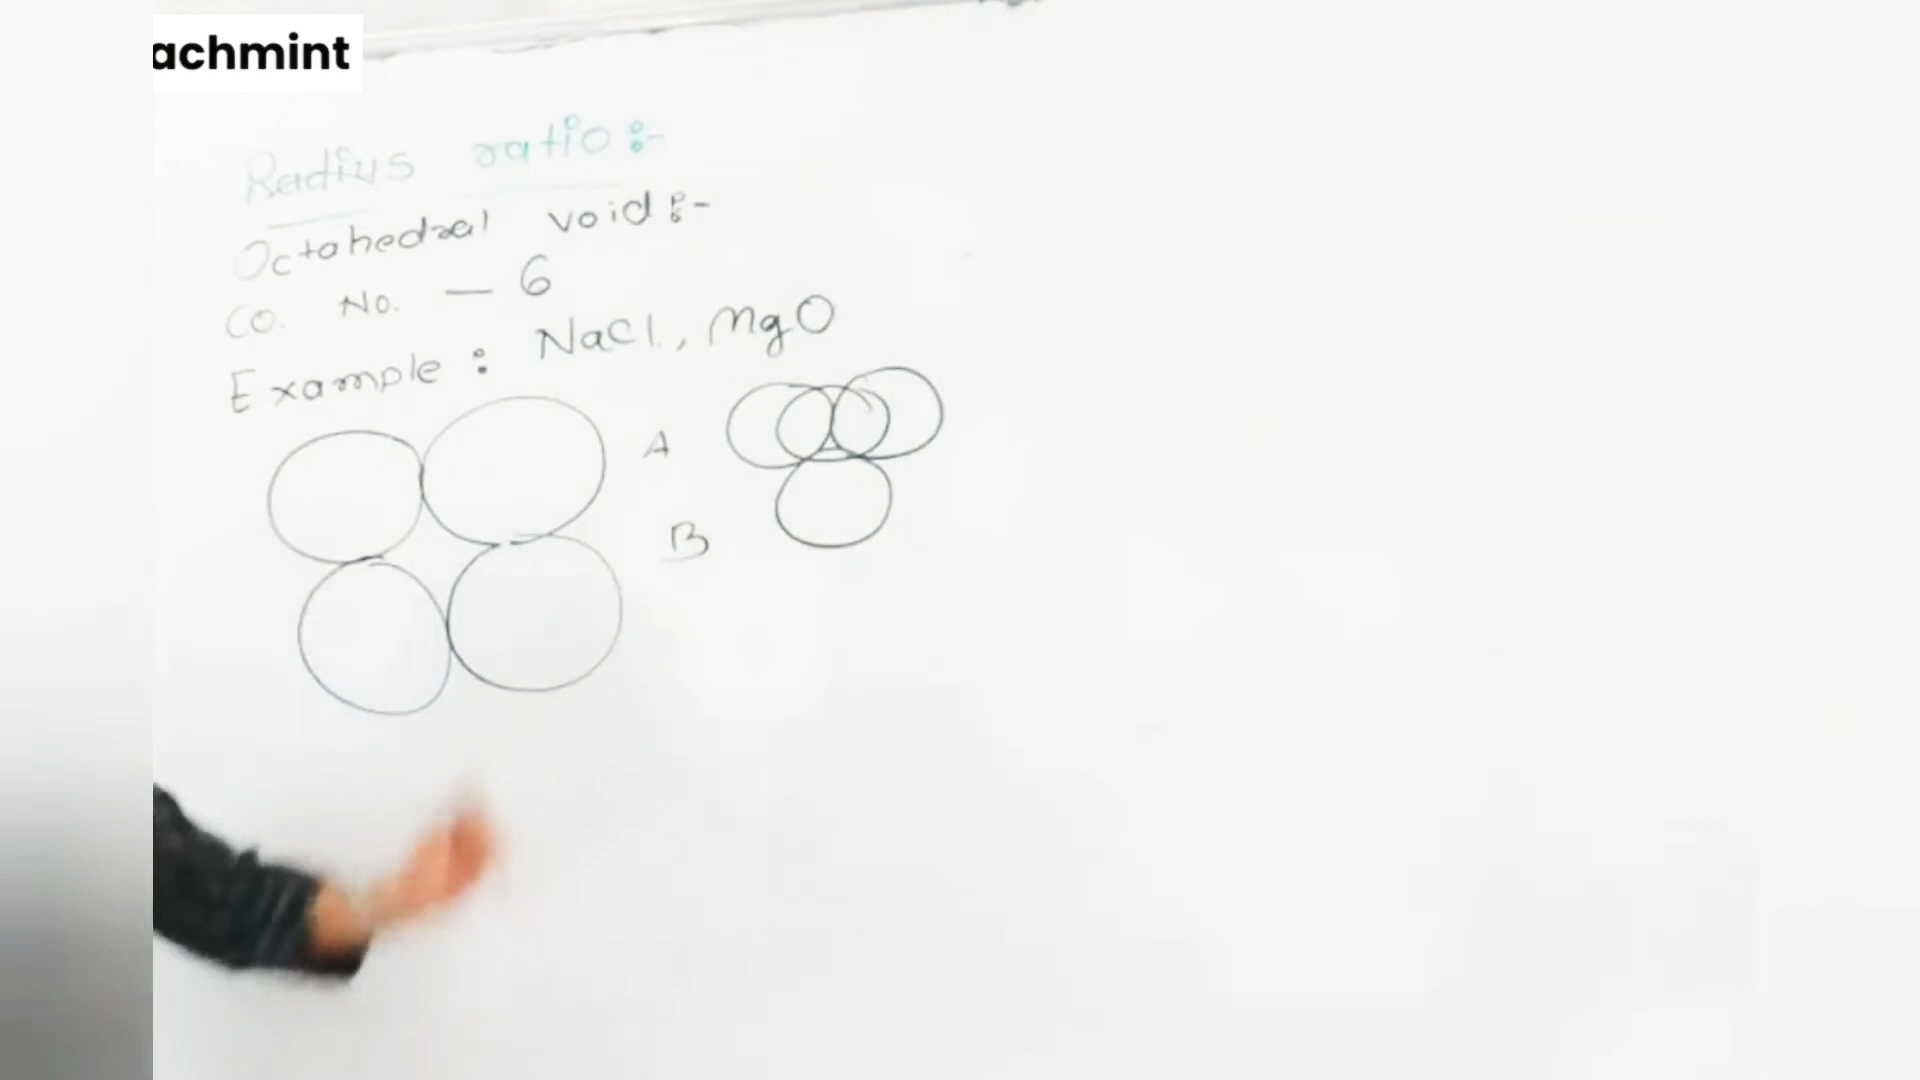 achmint
Radius ratio :-
Octahedral void :-
Co. No. — 6
Example : NaCl, MgO
A
B